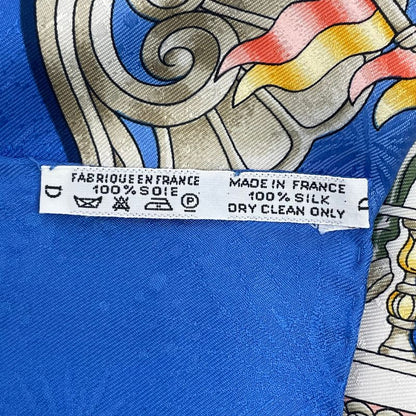 FABRIQUE EN FRANCE
100% SOIE
P
MADE IN FRANCE
100% SILK
DRY CLEAN ONLY
D
D